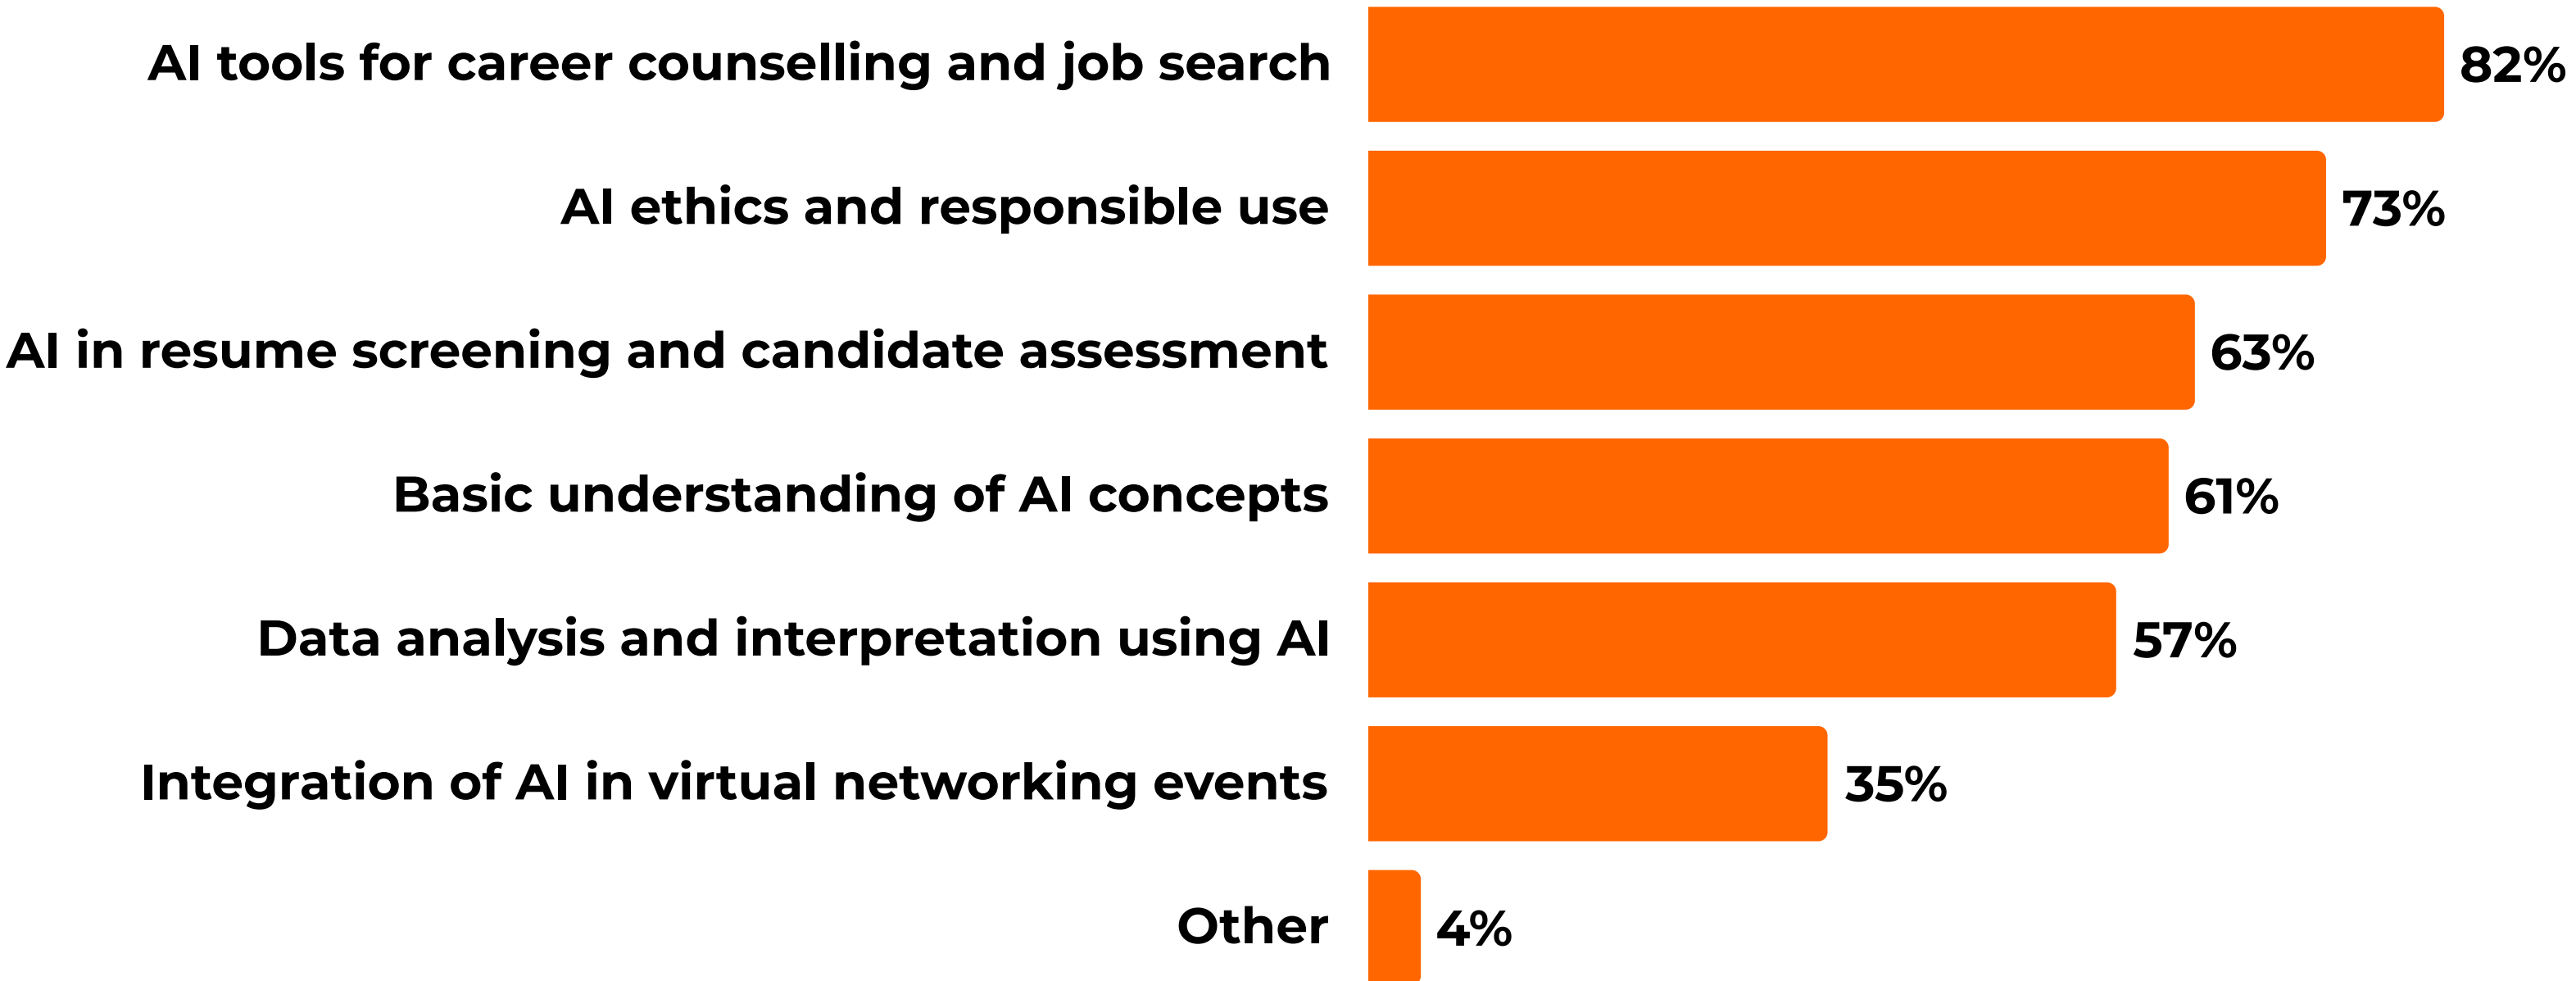 AI tools for career counselling and job search 82%
AI ethics and responsible use 73%
AI in resume screening and candidate assessment 63%
Basic understanding of AI concepts 61%
Data analysis and interpretation using AI 57%
Integration of AI in virtual networking events 35%
Other 4%